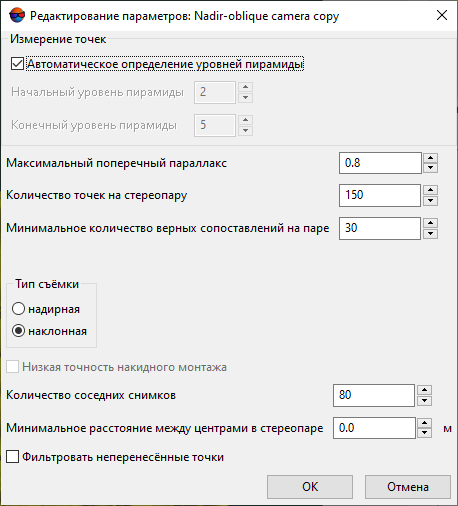 Редактирование параметров: Nadir-oblique camera copy
Измерение точек
Автоматическое определение уровней пирамиды
Начальный уровень пирамиды 2
Конечный уровень пирамиды 5
Максимальный поперечный параллакс 0.8
Количество точек на стереопару 150
Минимальное количество верных сопоставлений на паре 30
Тип съёмки
надирная
наклонная
Низкая точность накидного монтажа
Количество соседних снимков 80
Минимальное расстояние между центрами в стереопаре 0.0 м
Фильтровать неперенесённые точки
OK Отмена